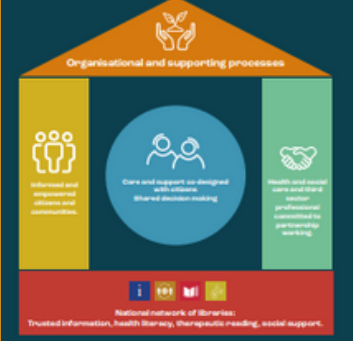 Organisational and supporting processes
Informed and
empowered
citizens and
communities.
Care and support co-designed
with citizens
Shared decision making
Health and social
care and third
sector
professional
committed to
partnership
working.
National network of libraries:
Trusted information, health literacy, therapeutic reading, social support.